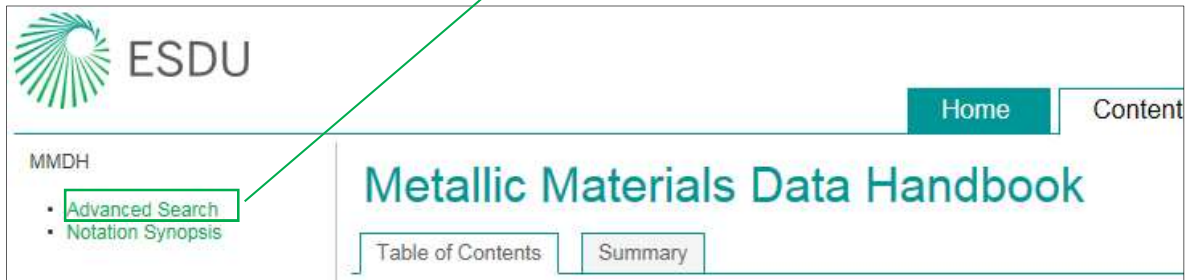 ESDU
Home
Content
MMDH
Advanced Search
Notation Synopsis
Metallic Materials Data Handbook
Table of Contents
Summary